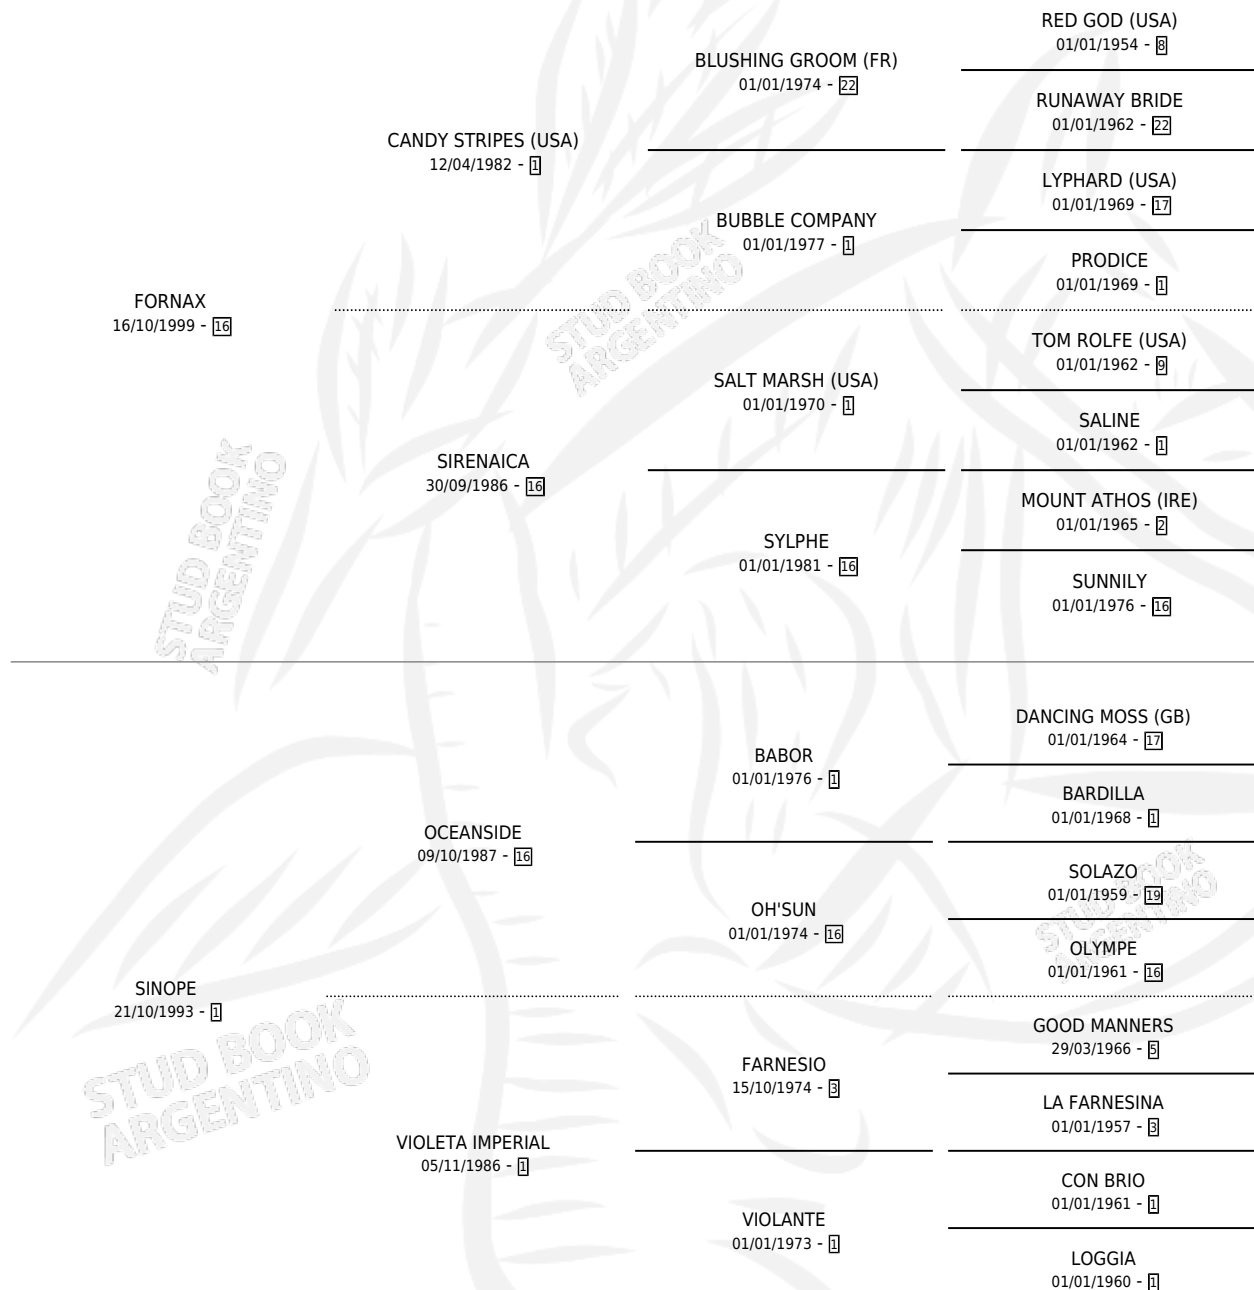 RED GOD (USA)
01/01/1954 - 8
BLUSHING GROOM (FR)
01/01/1974 - 22
RUNAWAY BRIDE
01/01/1962 - 22
CANDY STRIPES (USA)
12/04/1982 - 1
LYPHARD (USA)
01/01/1969 - 17
BUBBLE COMPANY
01/01/1977 - 1
PRODICE
01/01/1969 - 1
FORNAX
16/10/1999 - 16
TOM ROLFE (USA)
01/01/1962 - 9
SALT MARSH (USA)
01/01/1970 - 1
SALINE
01/01/1962 - 1
SIRENAICA
30/09/1986 - 16
MOUNT ATHOS (IRE)
01/01/1965 - 2
SYLPHE
01/01/1981 - 16
SUNNILY
01/01/1976 - 16
DANCING MOSS (GB)
01/01/1964 - 17
BABOR
01/01/1976 - 1
BARDILLA
01/01/1968 - 1
OCEANSIDE
09/10/1987 - 16
SOLAZO
01/01/1959 - 19
OH'SUN
01/01/1974 - 16
OLYMPE
01/01/1961 - 16
SINOPE
21/10/1993 - 1
GOOD MANNERS
29/03/1966 - 5
FARNESIO
15/10/1974 - 3
LA FARNESINA
01/01/1957 - 3
VIOLETA IMPERIAL
05/11/1986 - 1
CON BRIO
01/01/1961 - 1
VIOLANTE
01/01/1973 - 1
LOGGIA
01/01/1960 - 1
STUD BOOK
ARGENTINO
STUD BOOK
ARGENTINO
STUD BOOK
ARGENTINO
STUD BOOK
ARGENTINO